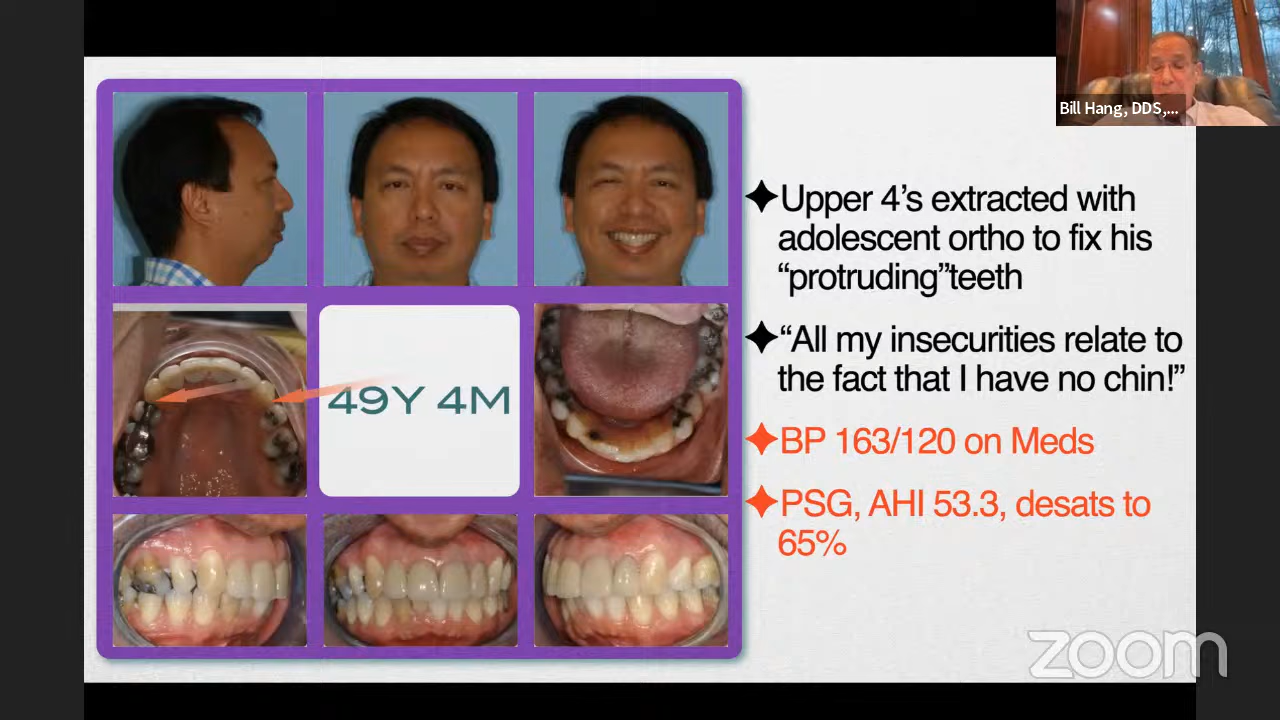 Bill Hang, DDS,...
✦Upper 4’s extracted with
adolescent ortho to fix his
“protruding”teeth
✦“All my insecurities relate to
the fact that I have no chin!”
49Y 4M
✦BP 163/120 on Meds
✦PSG, AHI 53.3, desats to
65%
zoom